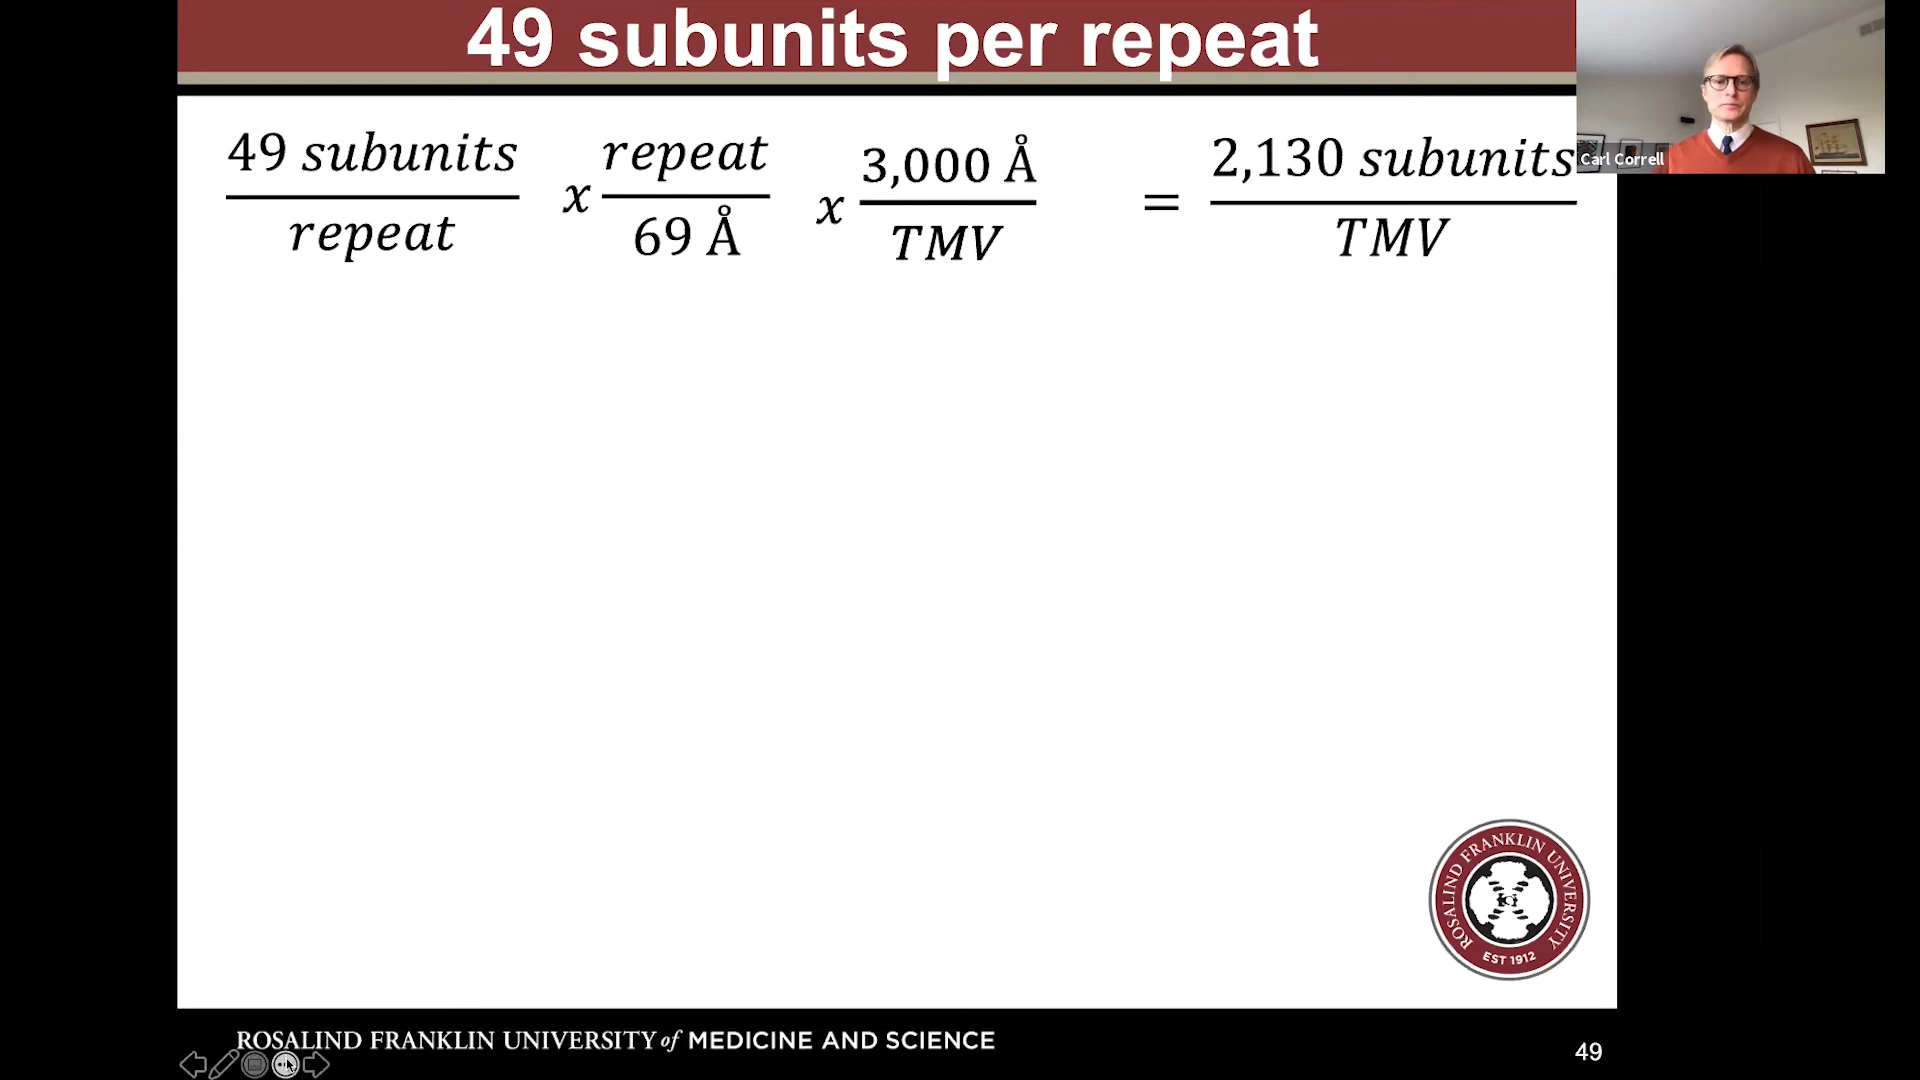 49 subunits per repeat
49 subunits / repeat x repeat / 69 Å x 3,000 Å / TMV = 2,130 subunits / TMV
Carl Correll
ROSALIND FRANKLIN UNIVERSITY
EST 1912
ROSALIND FRANKLIN UNIVERSITY of MEDICINE AND SCIENCE
49